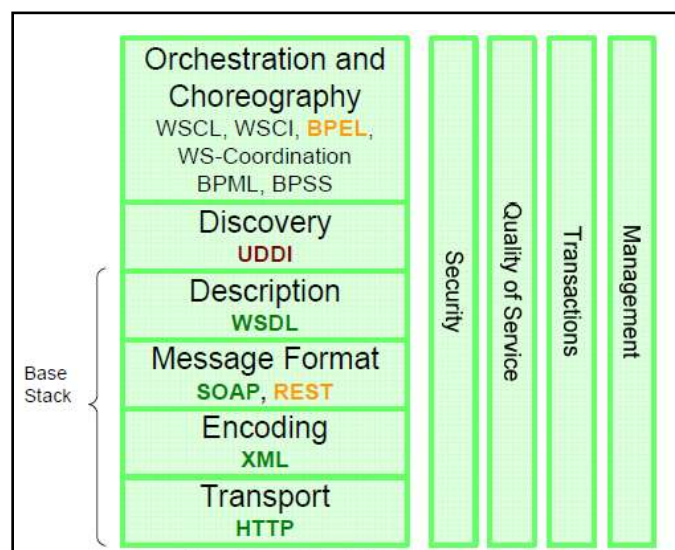 Orchestration and
Choreography
WSCL, WSCI, BPEL,
WS-Coordination
BPML, BPSS
Discovery
UDDI
Description
WSDL
Message Format
SOAP, REST
Encoding
XML
Transport
HTTP
Base
Stack
Security
Quality of Service
Transactions
Management